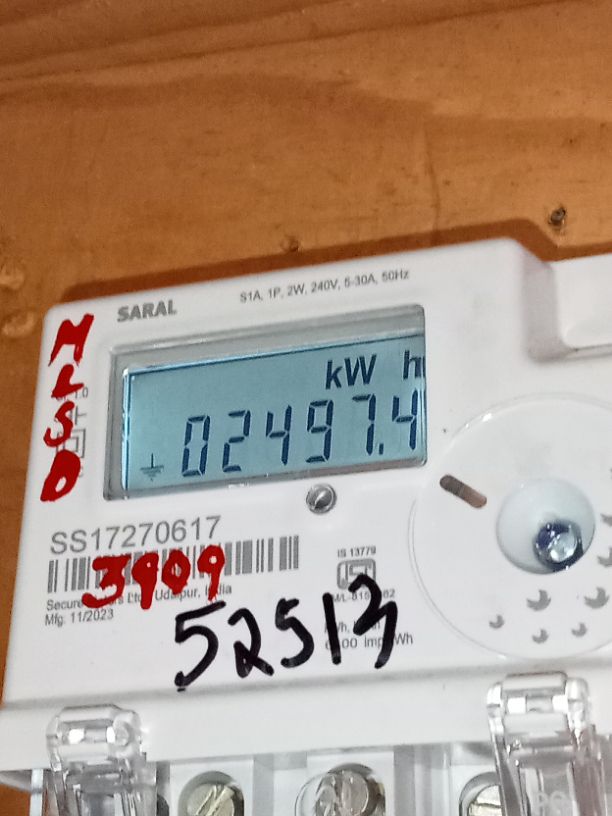 SARAL
S1A, 1P, 2W, 240V, 5-30A, 50Hz
MLSD
kW h
02497.4
SS17270617
IS 13779
3909
Mfg. 11/2023
52513